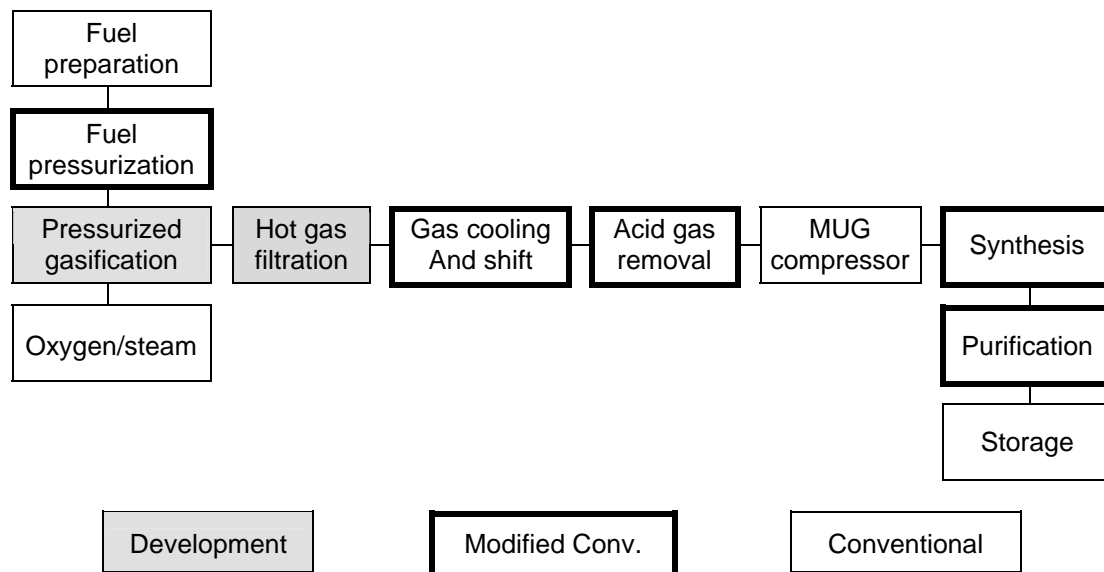 Fuel
preparation
Fuel
pressurization
Pressurized
gasification
Hot gas
filtration
Gas cooling
And shift
Acid gas
removal
MUG
compressor
Synthesis
Oxygen/steam
Purification
Storage
Development
Modified Conv.
Conventional